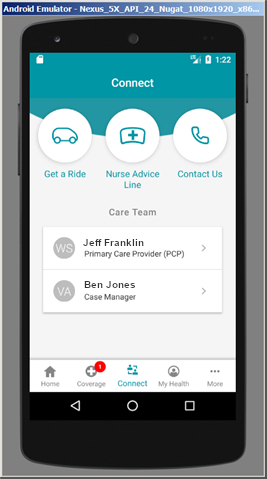 Android Emulator - Nexus_5X_API_24_Nugat_1080x1920_x86...
1:22
Connect
Get a Ride
Nurse Advice
Line
Contact Us
Care Team
WS
Jeff Franklin
Primary Care Provider (PCP)
VA
Ben Jones
Case Manager
1
Home
Coverage
Connect
My Health
More